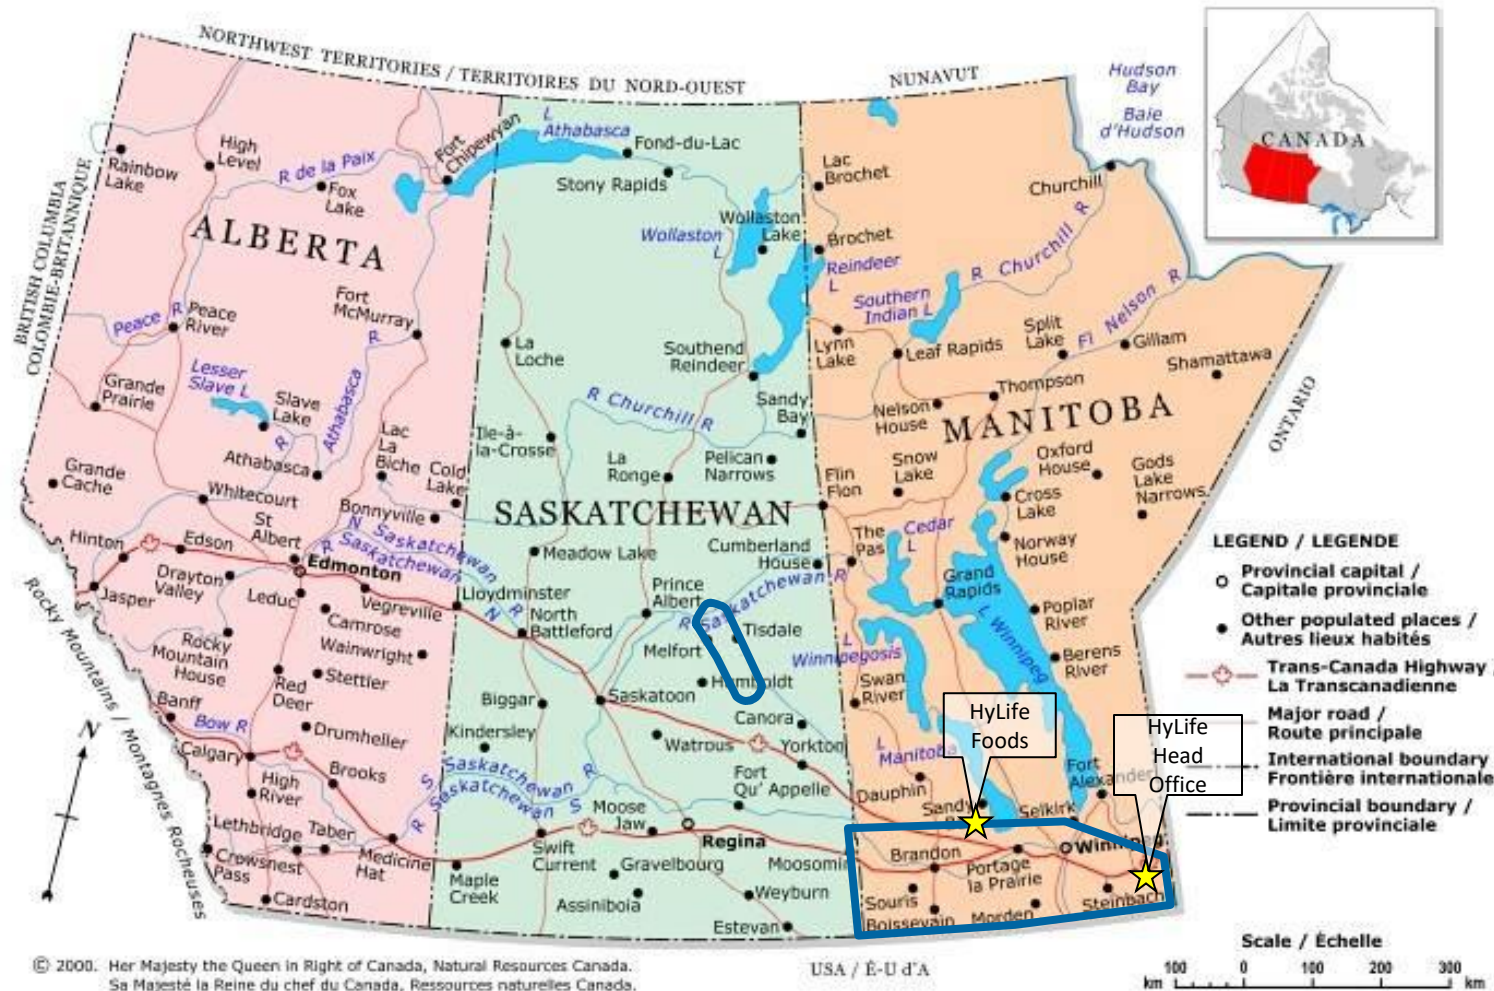 NORTHWEST TERRITORIES / TERRITOIRES DU NORD-OUEST
NUNAVUT
Hudson
Bay
Baie
d'Hudson
CANADA
BRITISH COLUMBIA
COLOMBIE-BRITANNIQUE
ALBERTA
Rainbow
Lake
High
Level
R de la Paix
Fox
Lake
Fort
Chipewyan
Peace R
Peace
River
Fort
McMurray
Lesser
Slave L
Slave
Lake
Grande
Prairie
R Athabasca R
Athabasca
Lac
La
Biche
Cold
Lake
Grande
Cache
Whitecourt
Bonnyville
St
Albert
Hinton
Edson
Edmonton
N Saskatchewan R
R Saskatchewan N
Jasper
Drayton
Valley
Leduc
Vegreville
Camrose
Wainwright
Rocky
Mountain
House
Red
Deer
Stettler
Banff
Bow R
Drumheller
Calgary
High
River
Brooks
Lethbridge
Taber
Medicine
Hat
Crowsnest
Pass
Cardston
Rocky Mountains / Montagnes Rocheuses
N
L
Athabasca
Fond-du-Lac
Stony Rapids
Wollaston
L
Wollaston
Lake
La
Loche
Southend
Reindeer
R Churchill R
Sandy
Bay
Ile-à-
la-Crosse
La
Ronge
Pelican
Narrows
SASKATCHEWAN
Meadow Lake
Cumberland
House
Lloydminster
North
Battleford
Prince
Albert
R Saskatchewan R
Tisdale
Melfort
Humboldt
Biggar
Saskatoon
Canora
Kindersley
Watrous
Yorkton
S Saskatchewan R
R Saskatchewan S
Fort
Qu' Appelle
Moose
Jaw
Regina
Swift
Current
Gravelbourg
Moosomin
Maple
Creek
Assiniboia
Weyburn
Estevan
Lac
Brochet
Brochet
Reindeer
L
Churchill
R Churchill R
Southern
Indian L
Lynn
Lake
Leaf Rapids
Split
Lake
Fl Nelson R
Gillam
Shamattawa
Thompson
Nelson
House
MANITOBA
ONTARIO
Snow
Lake
Oxford
House
Gods
Lake
Narrows
Flin
Flon
Cross
Lake
The
Pas
Cedar
L
Norway
House
Grand
Rapids
L Winnipeg
Poplar
River
L
Winnipegosis
Berens
River
Swan
River
HyLife
Foods
HyLife
Head
Office
L
Manitoba
Dauphin
Fort
Alexander
Sandy
Selkirk
Brandon
Portage
la Prairie
Winnipeg
Souris
Boissevain
Morden
Steinbach
USA / É-U d'A
LEGEND / LEGENDE
Provincial capital /
Capitale provinciale
Other populated places /
Autres lieux habités
Trans-Canada Highway /
La Transcanadienne
Major road /
Route principale
International boundary
Frontière internationale
Provincial boundary /
Limite provinciale
Scale / Échelle
100 0 100 200 300
km km
© 2000. Her Majesty the Queen in Right of Canada, Natural Resources Canada.
Sa Majesté la Reine du chef du Canada, Ressources naturelles Canada.